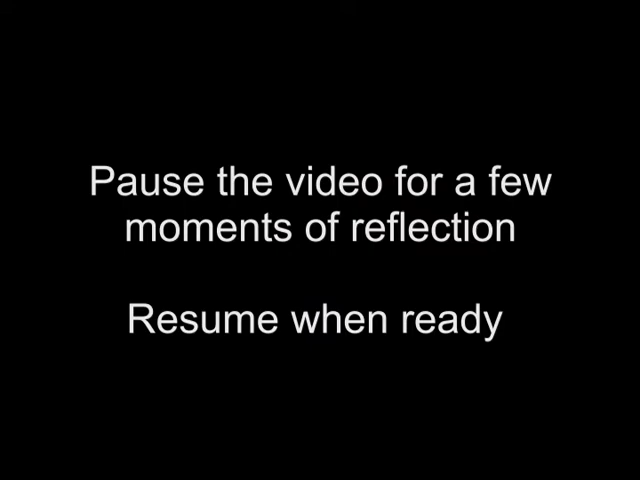 Pause the video for a few
moments of reflection
Resume when ready